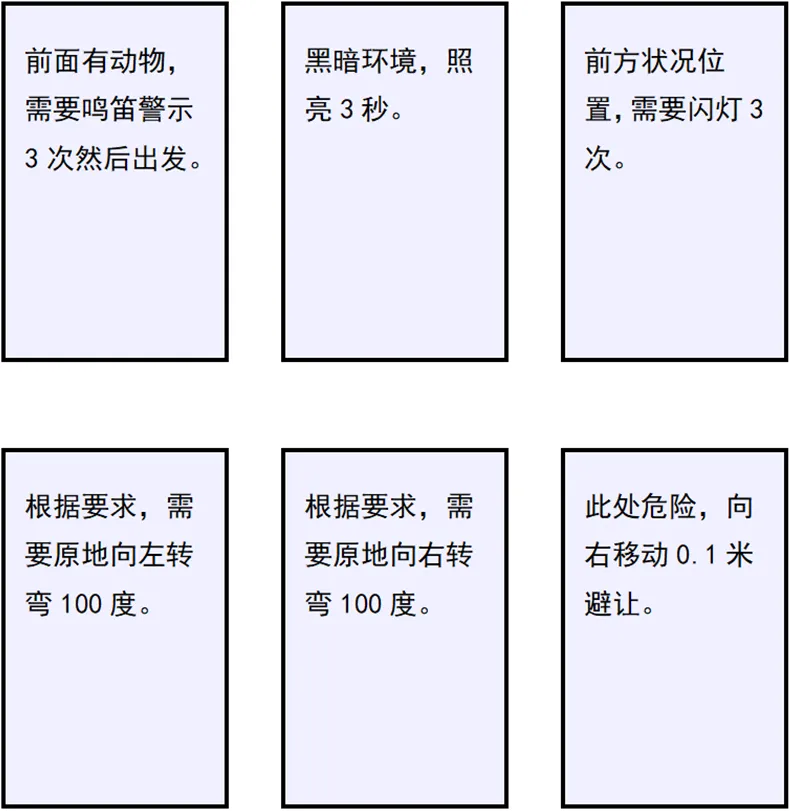 前面有动物，
需要鸣笛警示
3 次然后出发。
黑暗环境，照
亮 3 秒。
前方状况位
置，需要闪灯 3
次。
根据要求，需
要原地向左转
弯 100 度。
根据要求，需
要原地向右转
弯 100 度。
此处危险，向
右移动 0.1 米
避让。